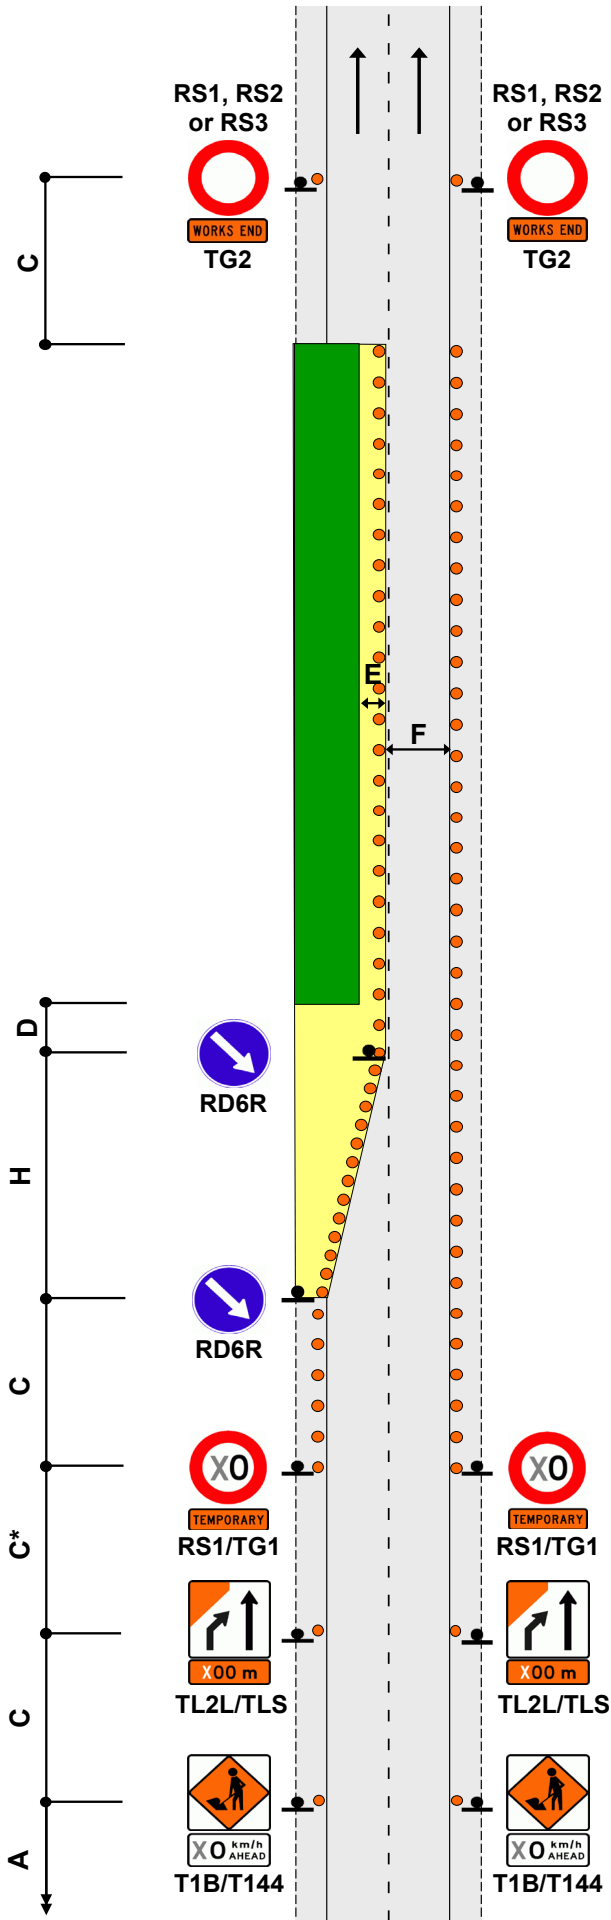 RS1, RS2
or RS3
RS1, RS2
or RS3
WORKS END
WORKS END
TG2
TG2
C
E
F
D
RD6R
H
RD6R
C
X0
X0
TEMPORARY
TEMPORARY
RS1/TG1
RS1/TG1
C*
X00 m
X00 m
TL2L/TLS
TL2L/TLS
C
X0 km/h
AHEAD
X0 km/h
AHEAD
A
T1B/T144
T1B/T144